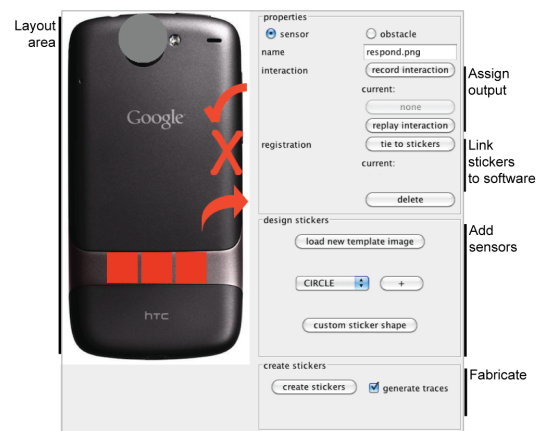 Layout
area
Google
htc
properties
sensor
obstacle
name
respond.png
interaction
record interaction
current:
none
replay interaction
registration
tie to stickers
current:
delete
design stickers
load new template image
CIRCLE
+
custom sticker shape
create stickers
create stickers
generate traces
Assign
output
Link
stickers
to software
Add
sensors
Fabricate